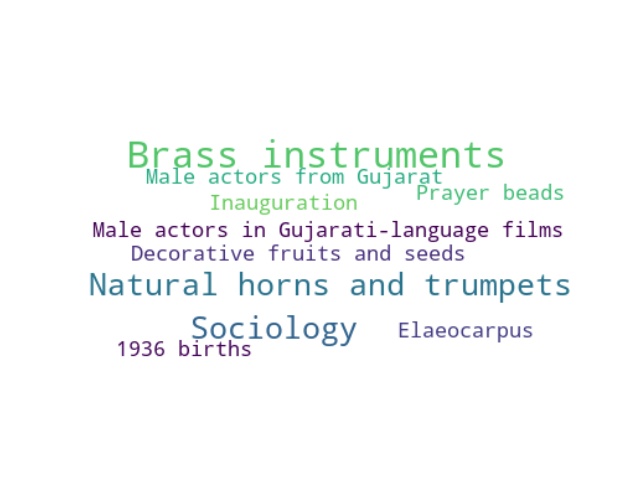 Brass instruments
Male actors from Gujarat
Prayer beads
Inauguration
Male actors in Gujarati-language films
Decorative fruits and seeds
Natural horns and trumpets
Sociology
Elaeocarpus
1936 births